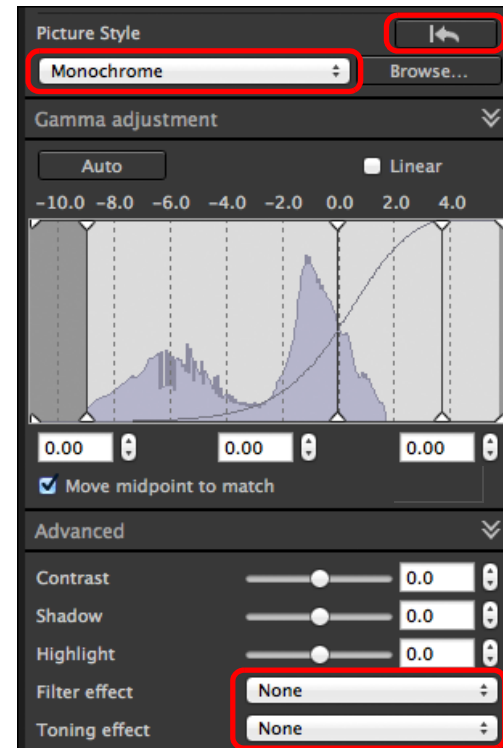 Picture Style
Monochrome Browse...
Gamma adjustment
Auto Linear
-10.0 -8.0 -6.0 -4.0 -2.0 0.0 2.0 4.0
0.00 0.00 0.00
Move midpoint to match
Advanced
Contrast 0.0
Shadow 0.0
Highlight 0.0
Filter effect None
Toning effect None